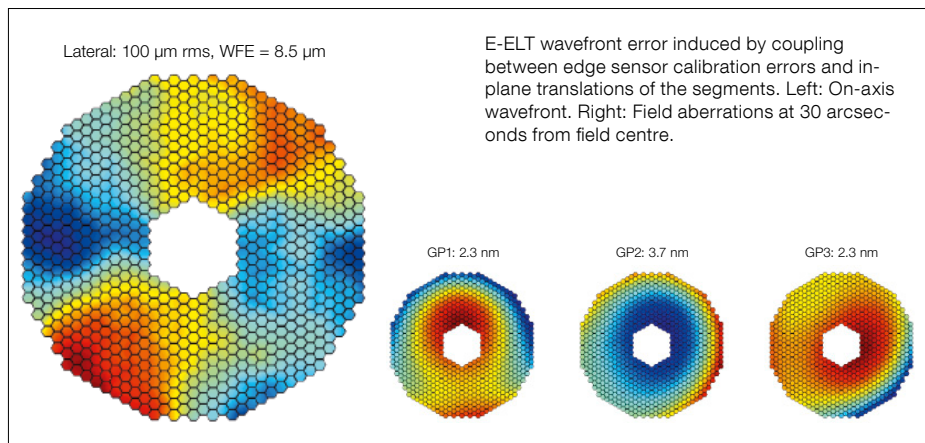 Lateral: 100 µm rms, WFE = 8.5 µm
E-ELT wavefront error induced by coupling
between edge sensor calibration errors and in-
plane translations of the segments. Left: On-axis
wavefront. Right: Field aberrations at 30 arcsec-
onds from field centre.
GP1: 2.3 nm
GP2: 3.7 nm
GP3: 2.3 nm